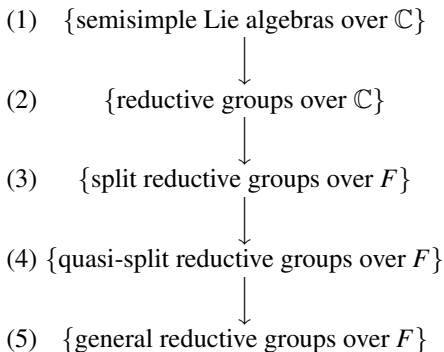 (1) {semisimple Lie algebras over ℂ}
(2) {reductive groups over ℂ}
(3) {split reductive groups over F}
(4) {quasi-split reductive groups over F}
(5) {general reductive groups over F}